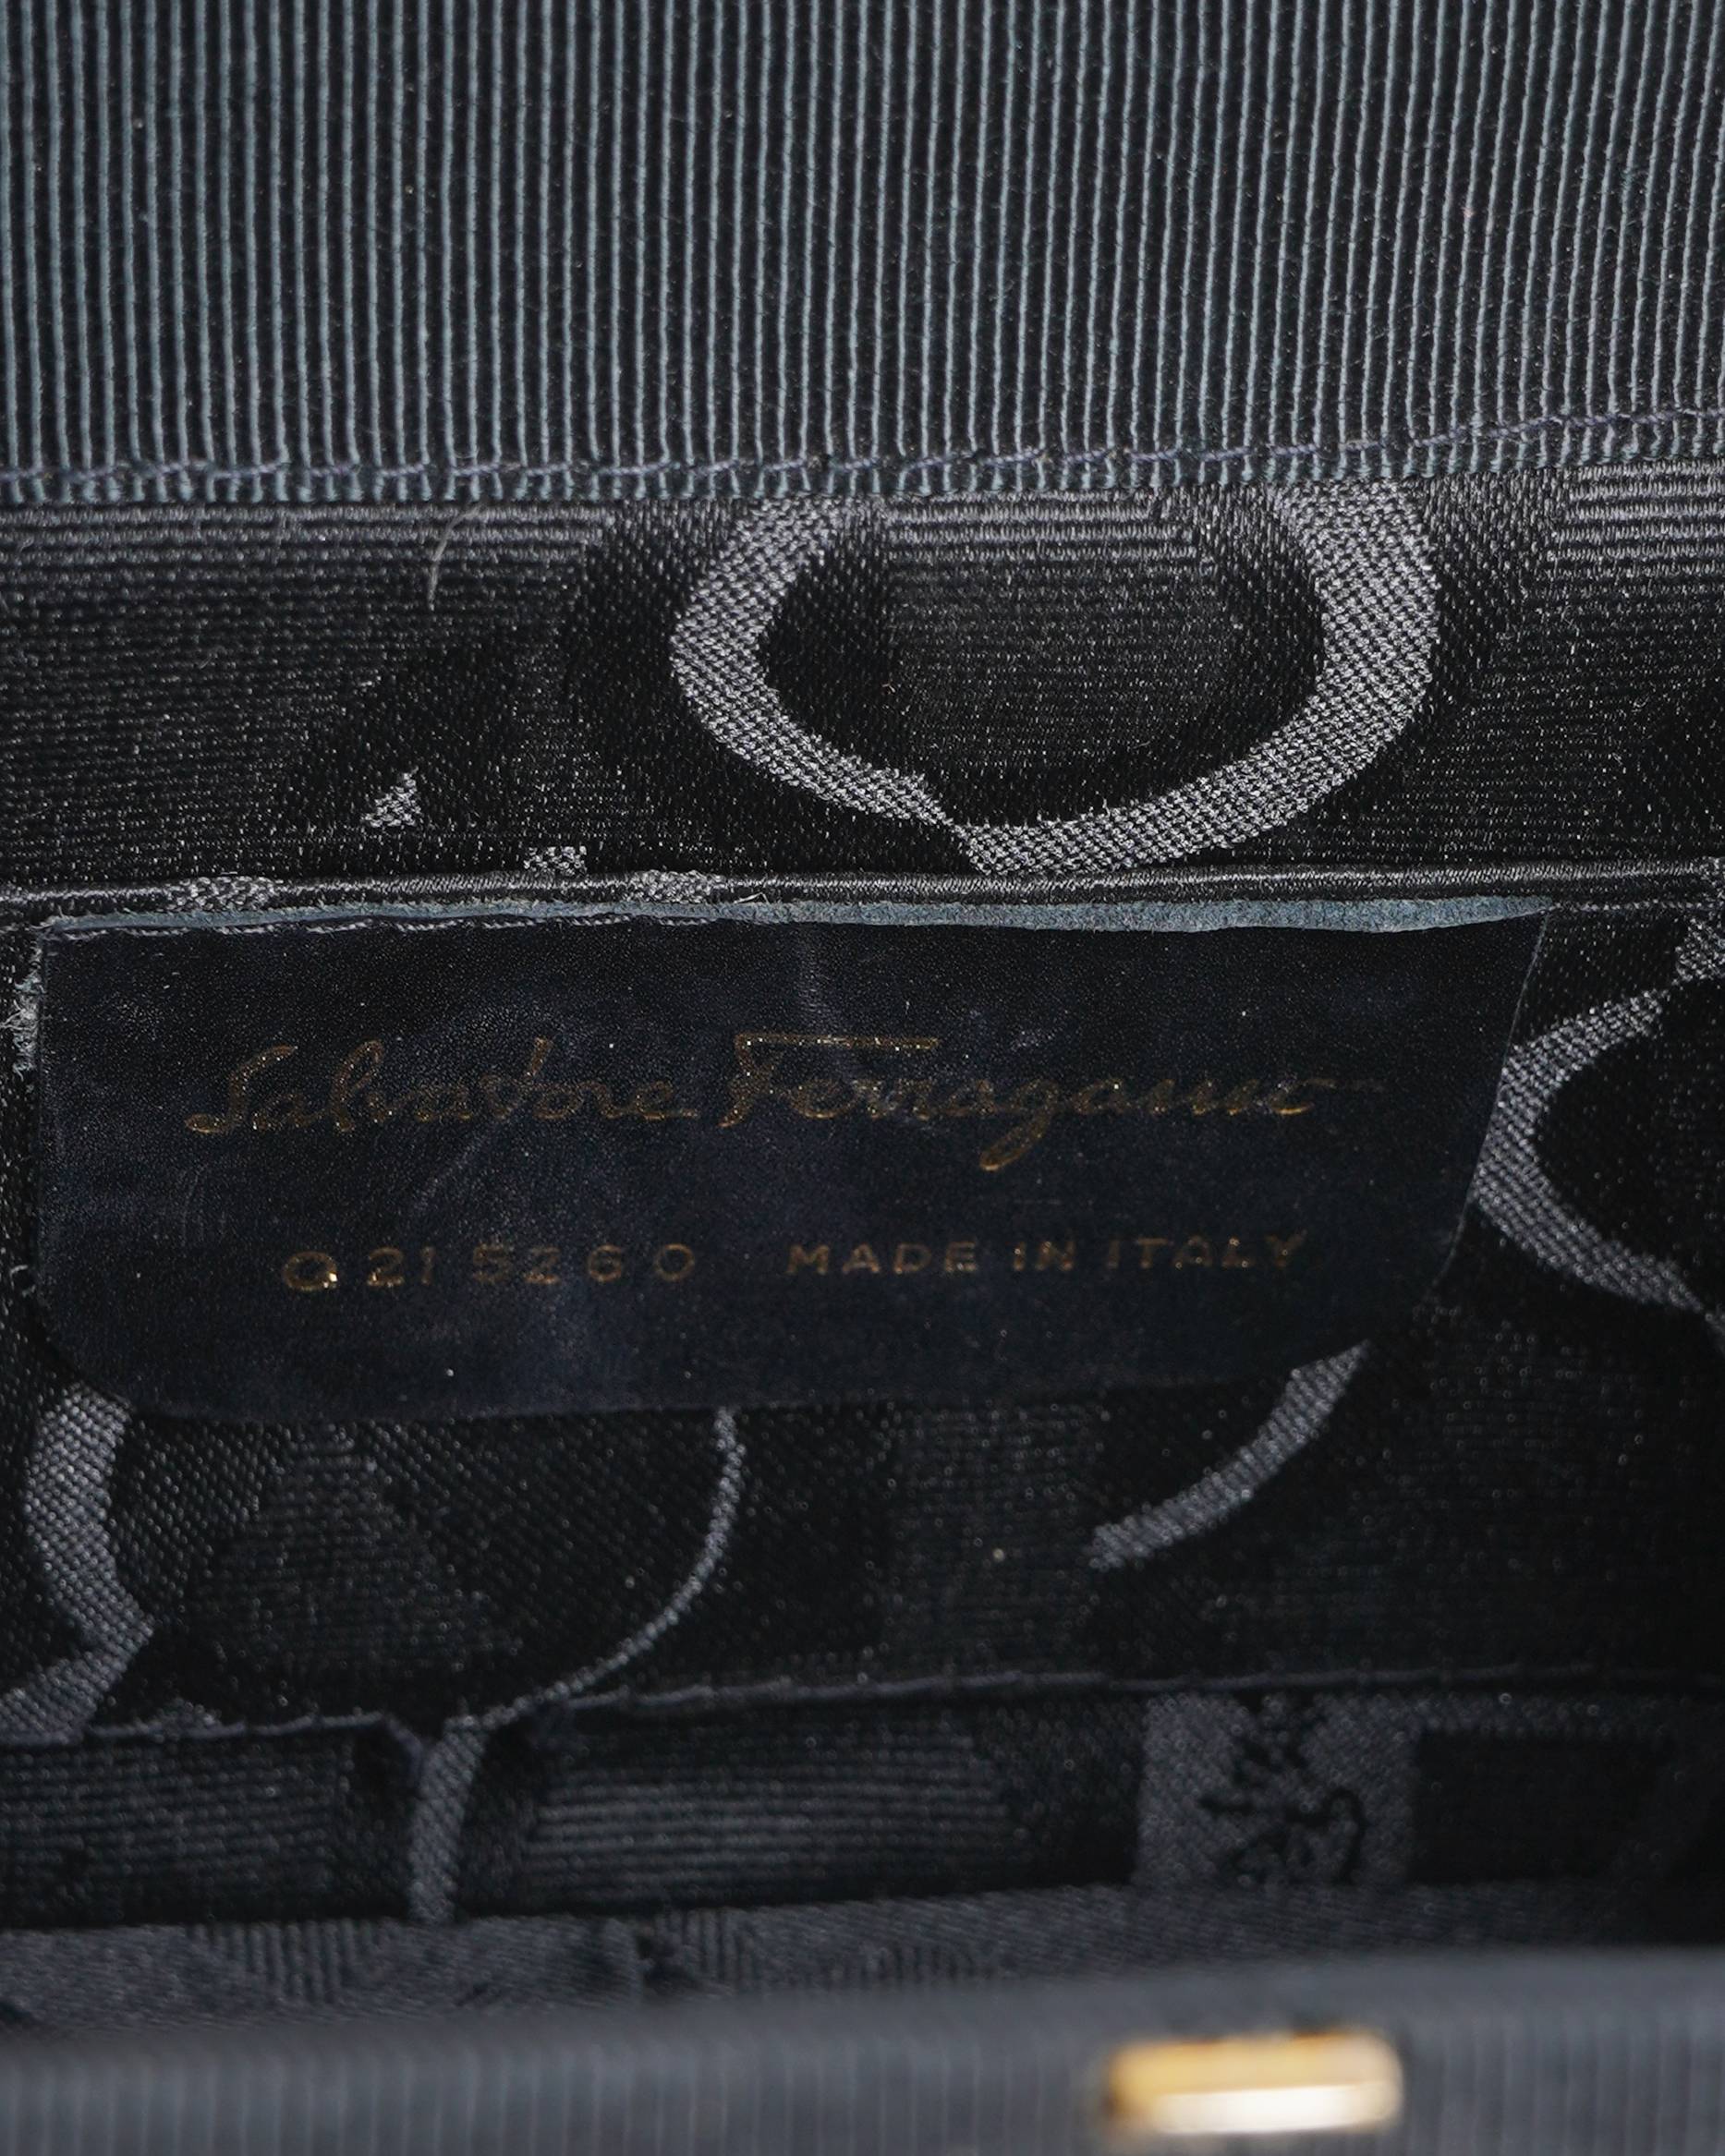 Salvatore Ferragamo
Q21 5260 MADE IN ITALY